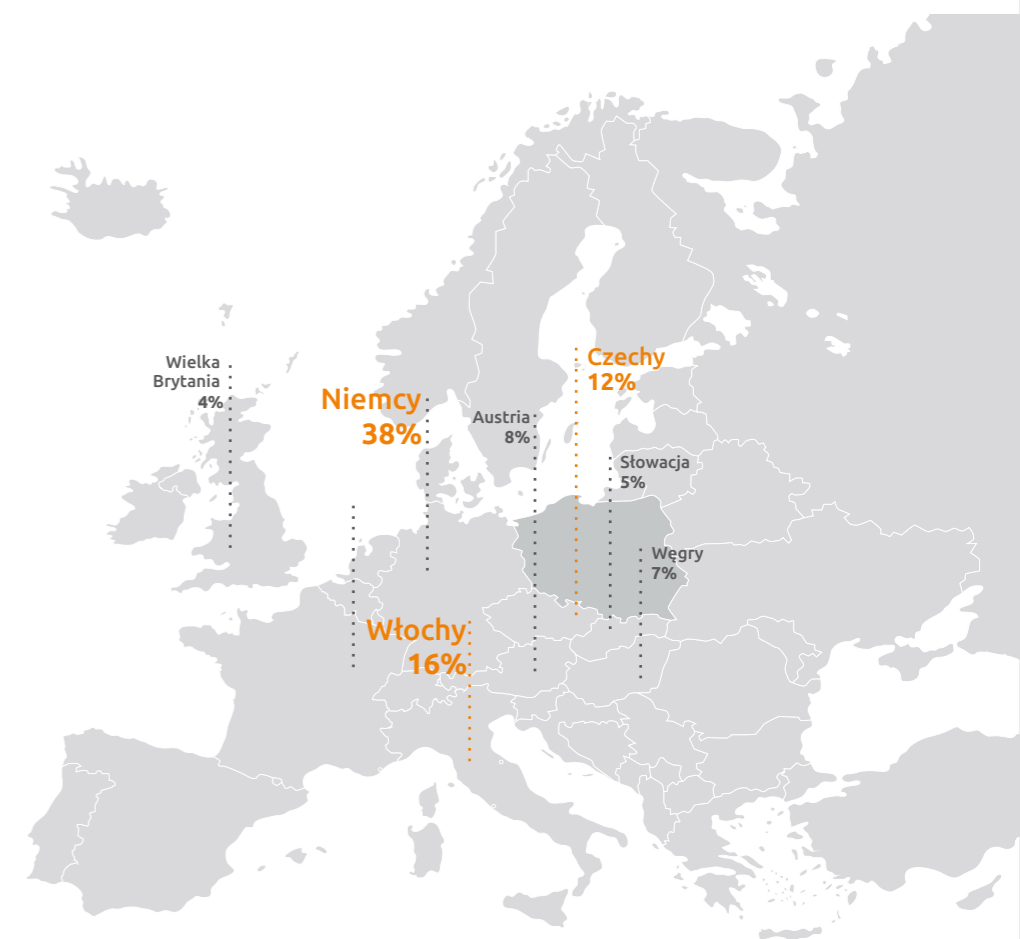 Wielka
Brytania
4%
Niemcy
38%
Czechy
12%
Austria
8%
Słowacja
5%
Węgry
7%
Włochy
16%